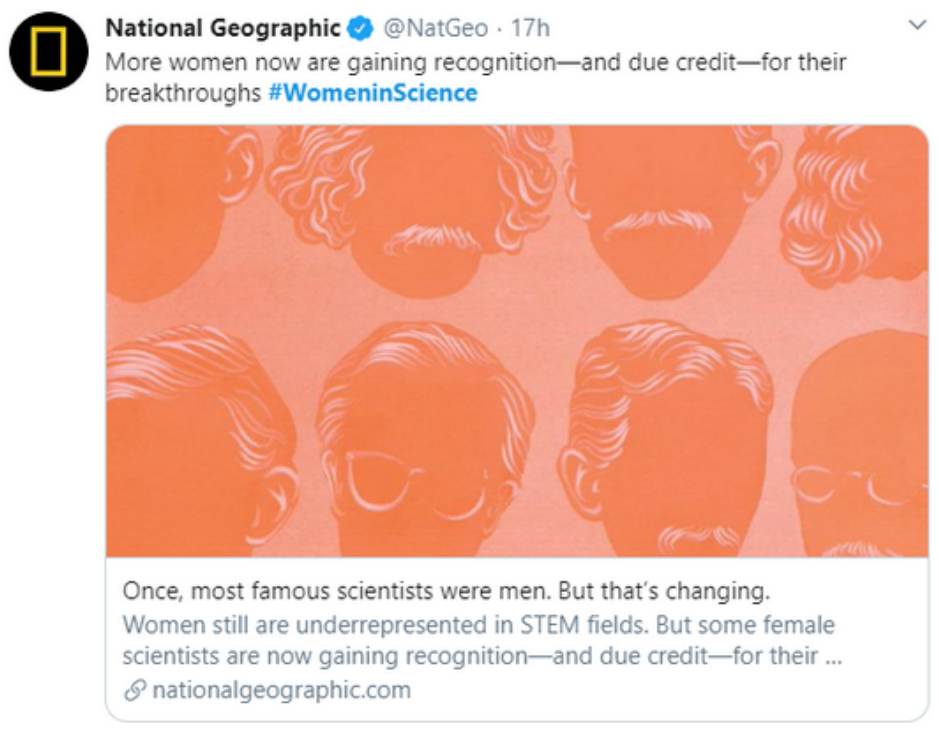 National Geographic @NatGeo · 17h
More women now are gaining recognition—and due credit—for their
breakthroughs #WomeninScience
Once, most famous scientists were men. But that's changing.
Women still are underrepresented in STEM fields. But some female
scientists are now gaining recognition—and due credit—for their ...
nationalgeographic.com